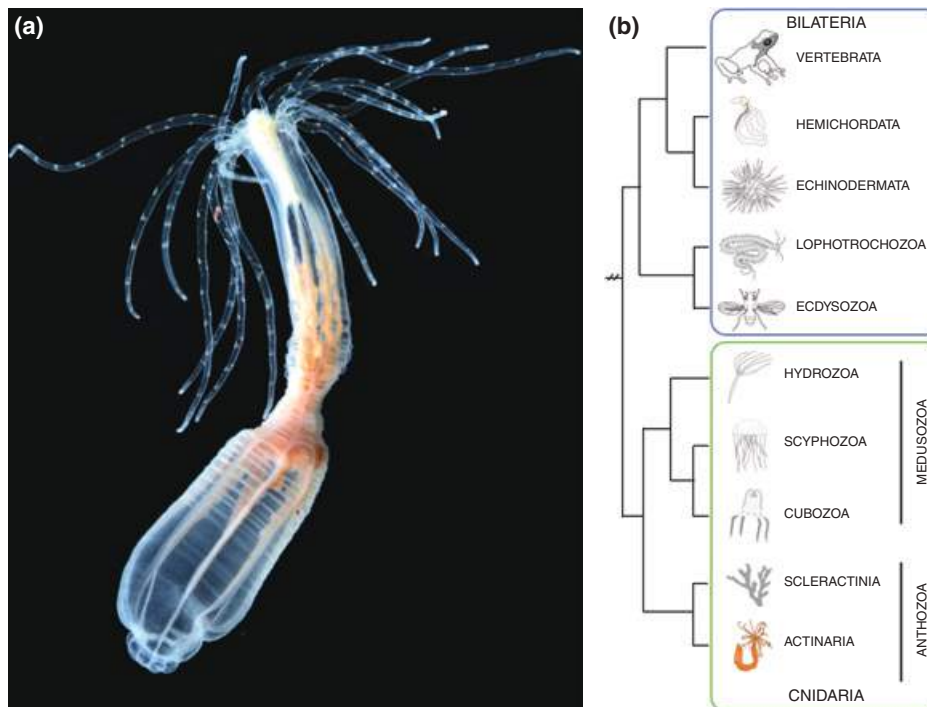 (a)
(b)
BILATERIA
VERTEBRATA
HEMICHORDATA
ECHINODERMATA
LOPHOTROCHOZOA
ECDYSOZOA
HYDROZOA
SCYPHOZOA
CUBOZOA
MEDUSOZOA
SCLERACTINIA
ACTINARIA
ANTHOZOA
CNIDARIA